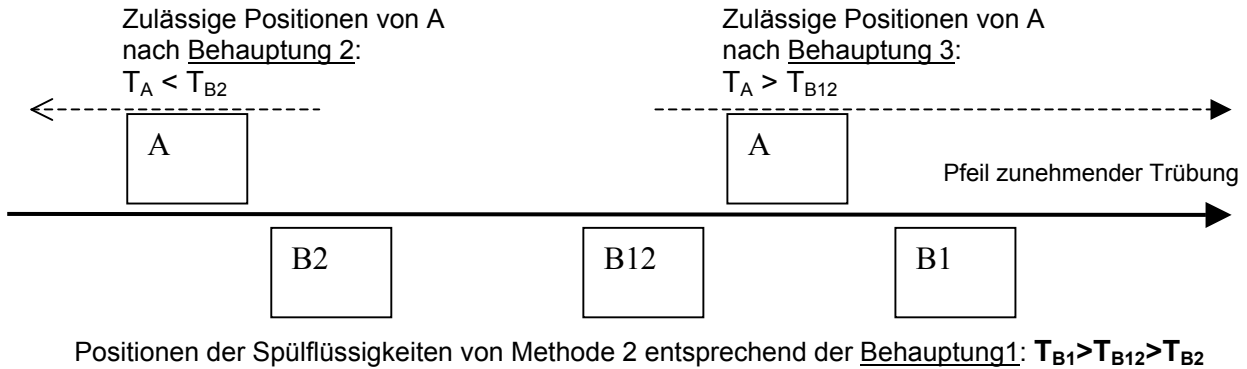 Zulässige Positionen von A
nach Behauptung 2:
T_A < T_B2
Zulässige Positionen von A
nach Behauptung 3:
T_A > T_B12
A
A
Pfeil zunehmender Trübung
B2
B12
B1
Positionen der Spülflüssigkeiten von Methode 2 entsprechend der Behauptung1: T_B1>T_B12>T_B2